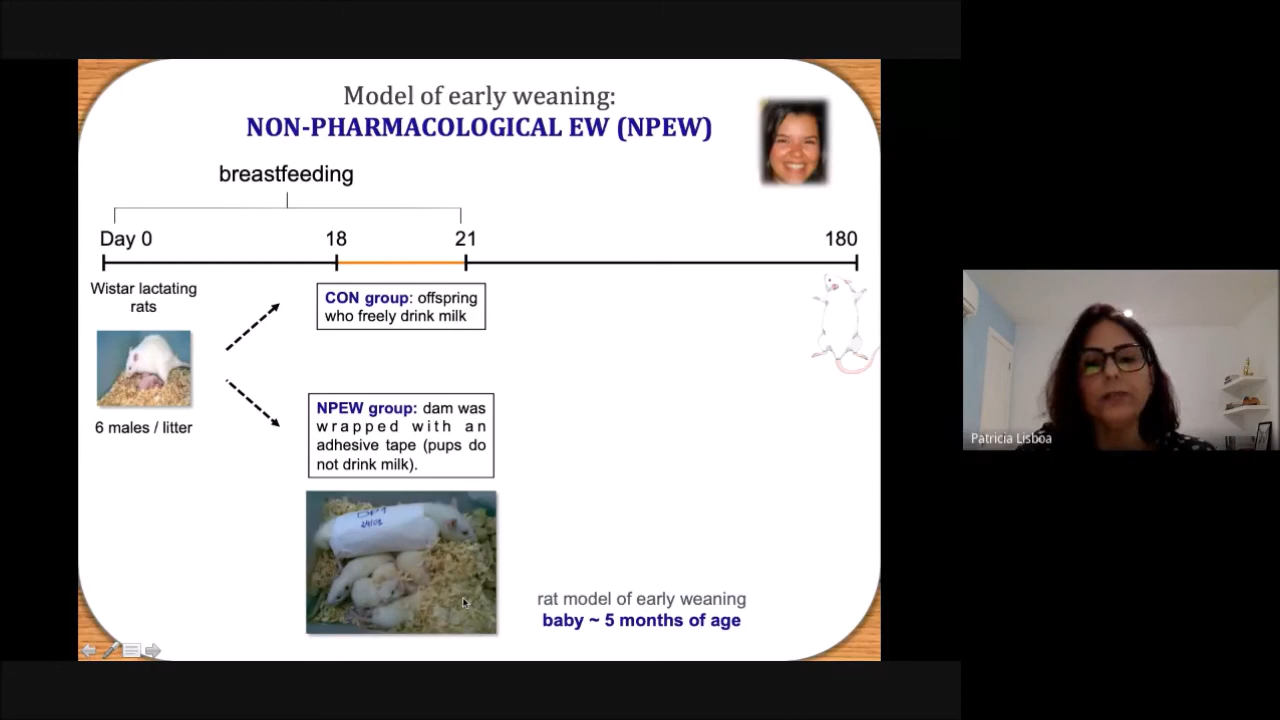 Model of early weaning:
NON-PHARMACOLOGICAL EW (NPEW)
breastfeeding
Day 0
18
21
180
Wistar lactating
rats
CON group: offspring
who freely drink milk
6 males / litter
NPEW group: dam was
wrapped with an
adhesive tape (pups do
not drink milk).
24/03
rat model of early weaning
baby ~ 5 months of age
Patricia Lisboa